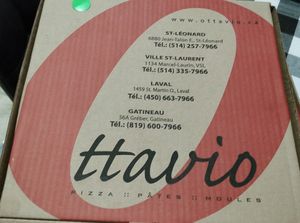 www.ottavio.ca
ST-LÉONARD
6880 Jean-Talon E., St-Léonard
Tél.: (514) 257-7966
VILLE ST-LAURENT
1134 Marcel-Laurin, VSL
Tél.: (514) 335-7966
LAVAL
1459 St. Martin O., Laval
Tél.: (450) 663-7966
GATINEAU
56A Gréber, Gatineau
Tél.: (819) 600-7966
Ottavio
PIZZA :: PÂTES :: MOULES